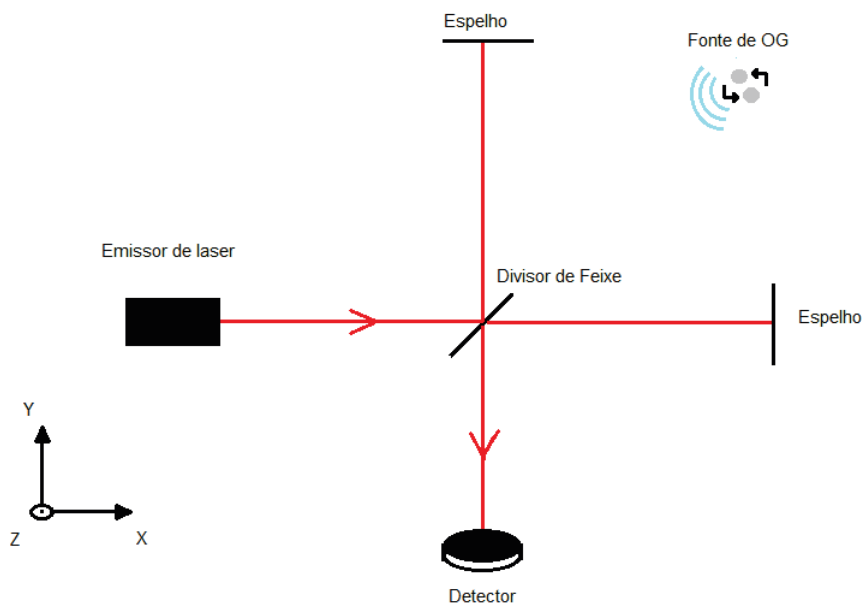 Espelho
Fonte de OG
Emissor de laser
Divisor de Feixe
Espelho
Y
Z
X
Detector